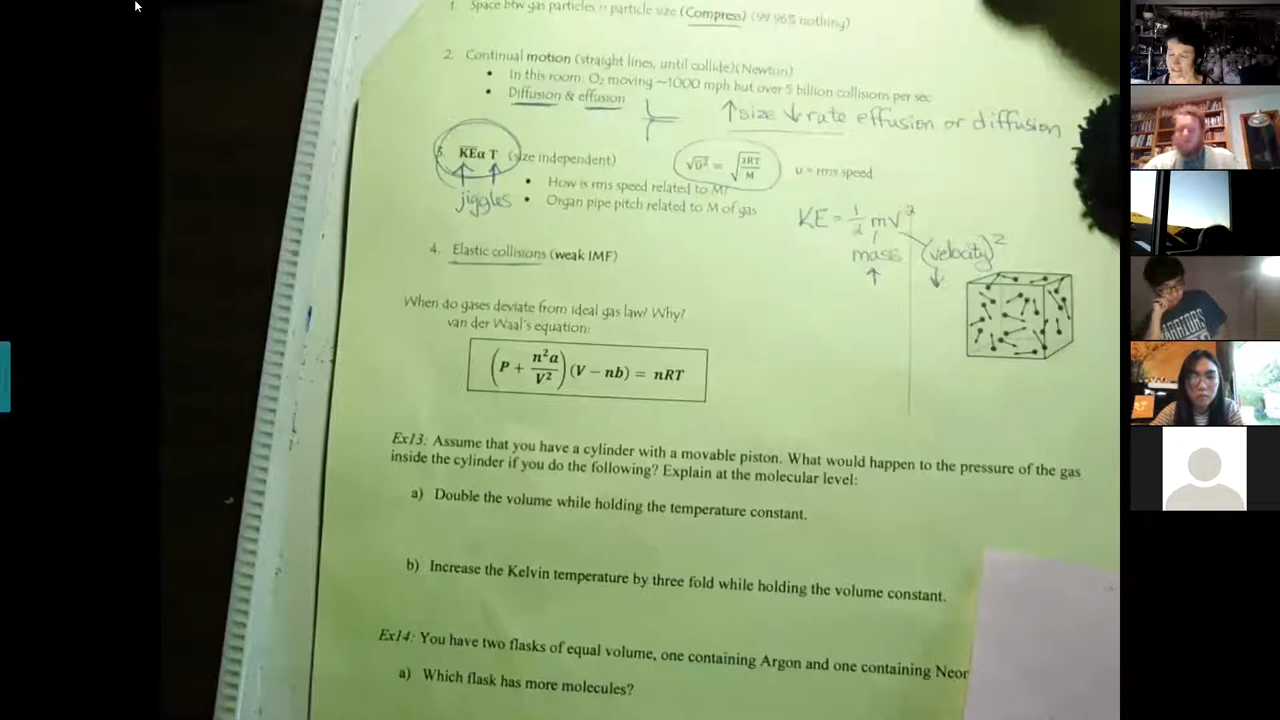 1. Space btw gas particles >> particle size (Compress) (99.96% nothing)
2. Continual motion (straight lines, until collide)(Newton)
• In this room: O₂ moving ~1000 mph but over 5 billion collisions per sec
• Diffusion & effusion
↑size ↓rate effusion or diffusion
3. KEα T (size independent)
√υ² = √3RT/M
υ = rms speed
• How is rms speed related to M?
• Organ pipe pitch related to M of gas
jiggles
KE = 1/2 mv²
mass (velocity)²
↑ ↓
4. Elastic collisions (weak IMF)
When do gases deviate from ideal gas law? Why?
van der Waal's equation:
(P + n²a/V²) (V – nb) = nRT
Ex13: Assume that you have a cylinder with a movable piston. What would happen to the pressure of the gas
inside the cylinder if you do the following? Explain at the molecular level:
a) Double the volume while holding the temperature constant.
b) Increase the Kelvin temperature by three fold while holding the volume constant.
Ex14: You have two flasks of equal volume, one containing Argon and one containing Neon
a) Which flask has more molecules?
ARRIORS